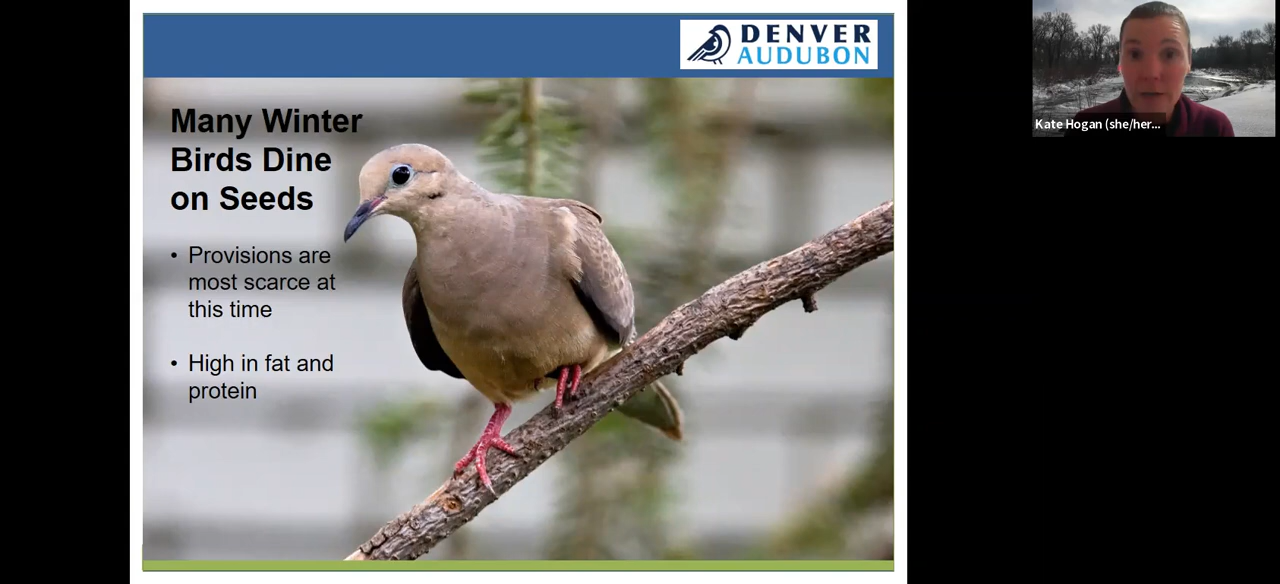 DENVER
AUDUBON
Many Winter
Birds Dine
on Seeds
• Provisions are
most scarce at
this time
• High in fat and
protein
Kate Hogan (she/her...